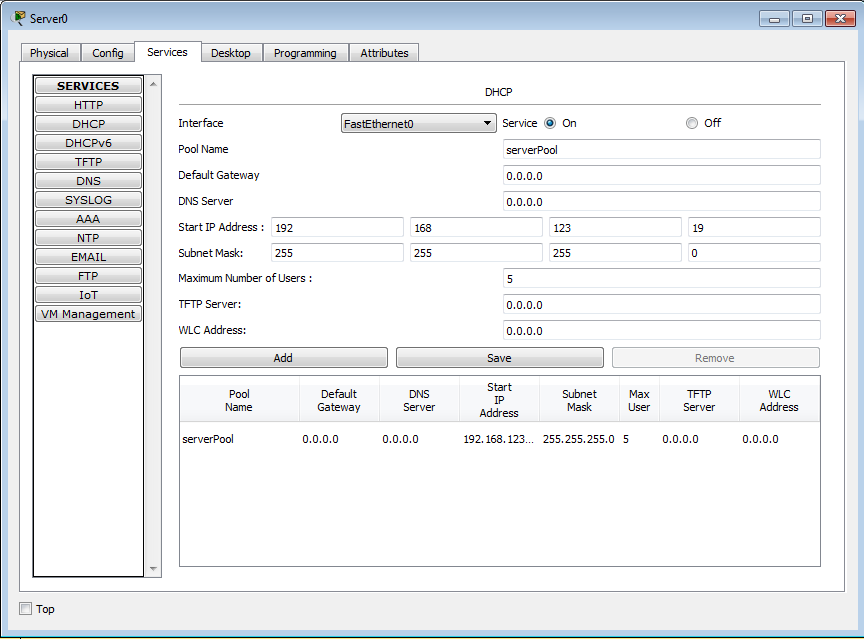 Server0
Physical Config Services Desktop Programming Attributes
SERVICES
HTTP
DHCP
DHCPv6
TFTP
DNS
SYSLOG
AAA
NTP
EMAIL
FTP
IoT
VM Management
DHCP
Interface FastEthernet0 Service On Off
Pool Name serverPool
Default Gateway 0.0.0.0
DNS Server 0.0.0.0
Start IP Address : 192 168 123 19
Subnet Mask: 255 255 255 0
Maximum Number of Users : 5
TFTP Server: 0.0.0.0
WLC Address: 0.0.0.0
Add Save Remove
Pool Name Default Gateway DNS Server Start IP Address Subnet Mask Max User TFTP Server WLC Address
serverPool 0.0.0.0 0.0.0.0 192.168.123... 255.255.255.0 5 0.0.0.0 0.0.0.0
Top